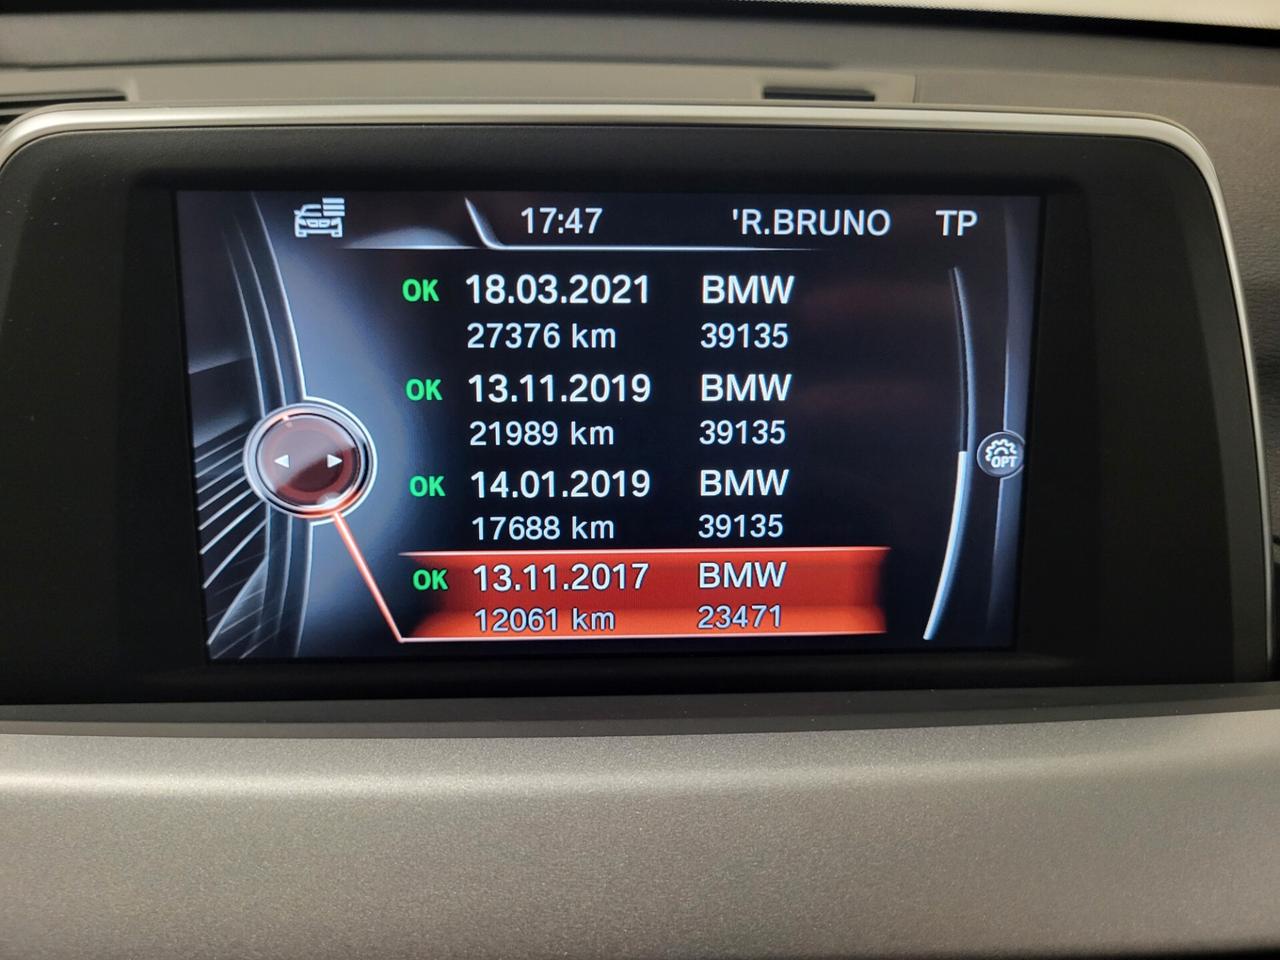 17:47 'R.BRUNO TP
OK 18.03.2021 BMW
27376 km 39135
OK 13.11.2019 BMW
21989 km 39135
OPT
OK 14.01.2019 BMW
17688 km 39135
OK 13.11.2017 BMW
12061 km 23471